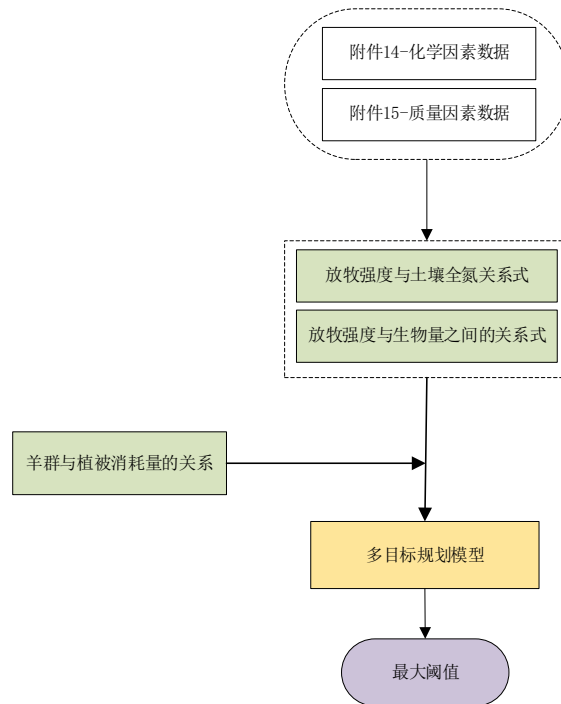 附件14-化学因素数据
附件15-质量因素数据
放牧强度与土壤全氮关系式
放牧强度与生物量之间的关系式
羊群与植被消耗量的关系
多目标规划模型
最大阈值